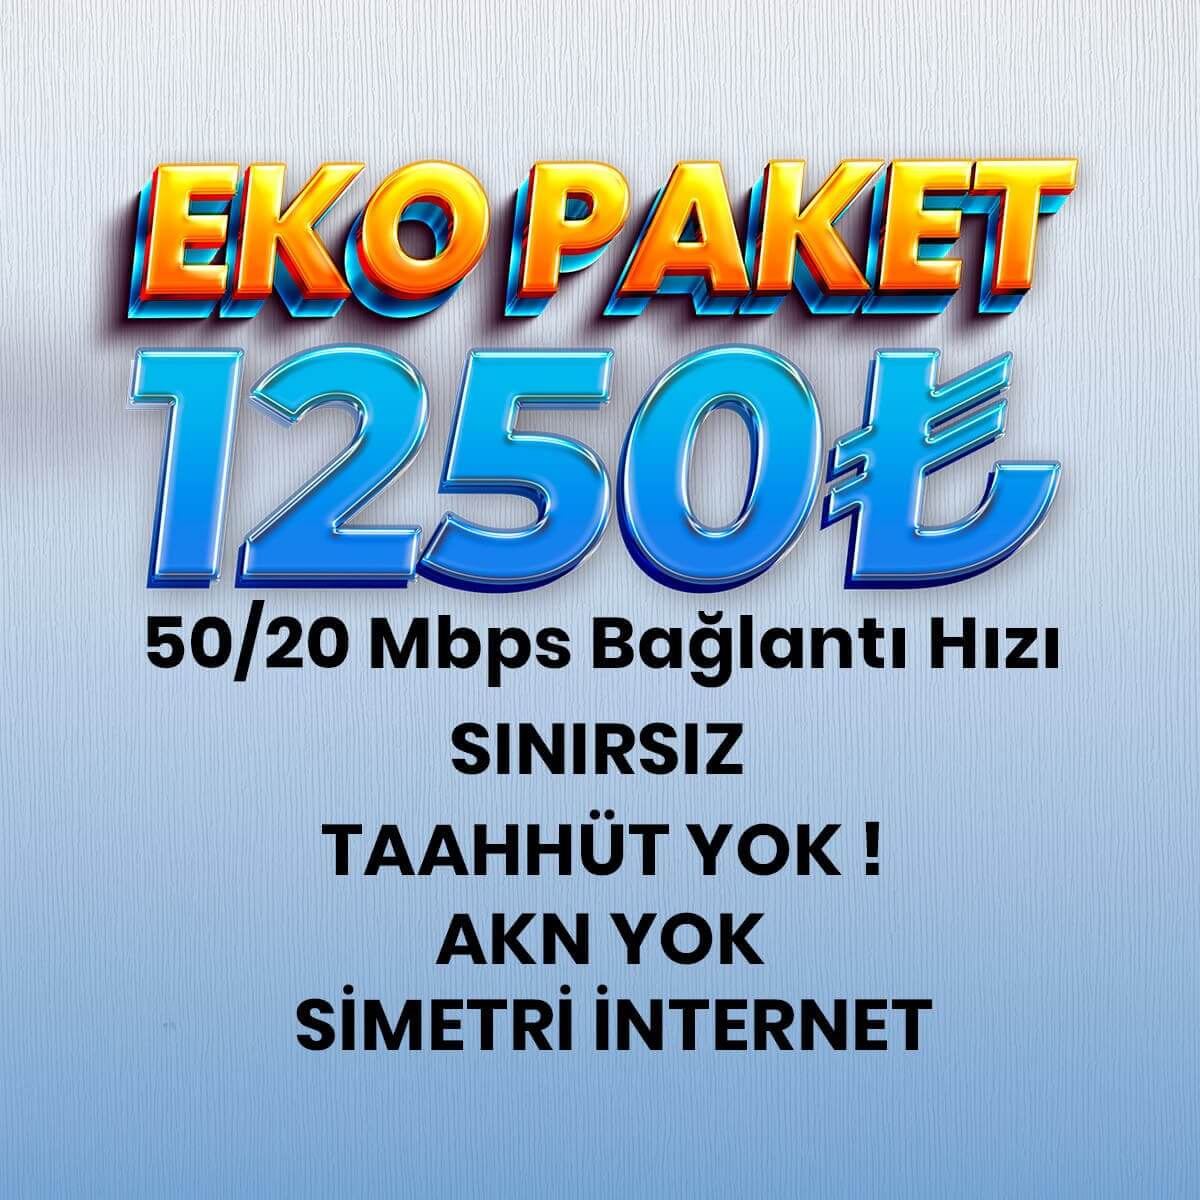 EKO PAKET
1250₺
50/20 Mbps Bağlantı Hızı
SINIRSIZ
TAAHHÜT YOK !
AKN YOK
SİMETRİ İNTERNET